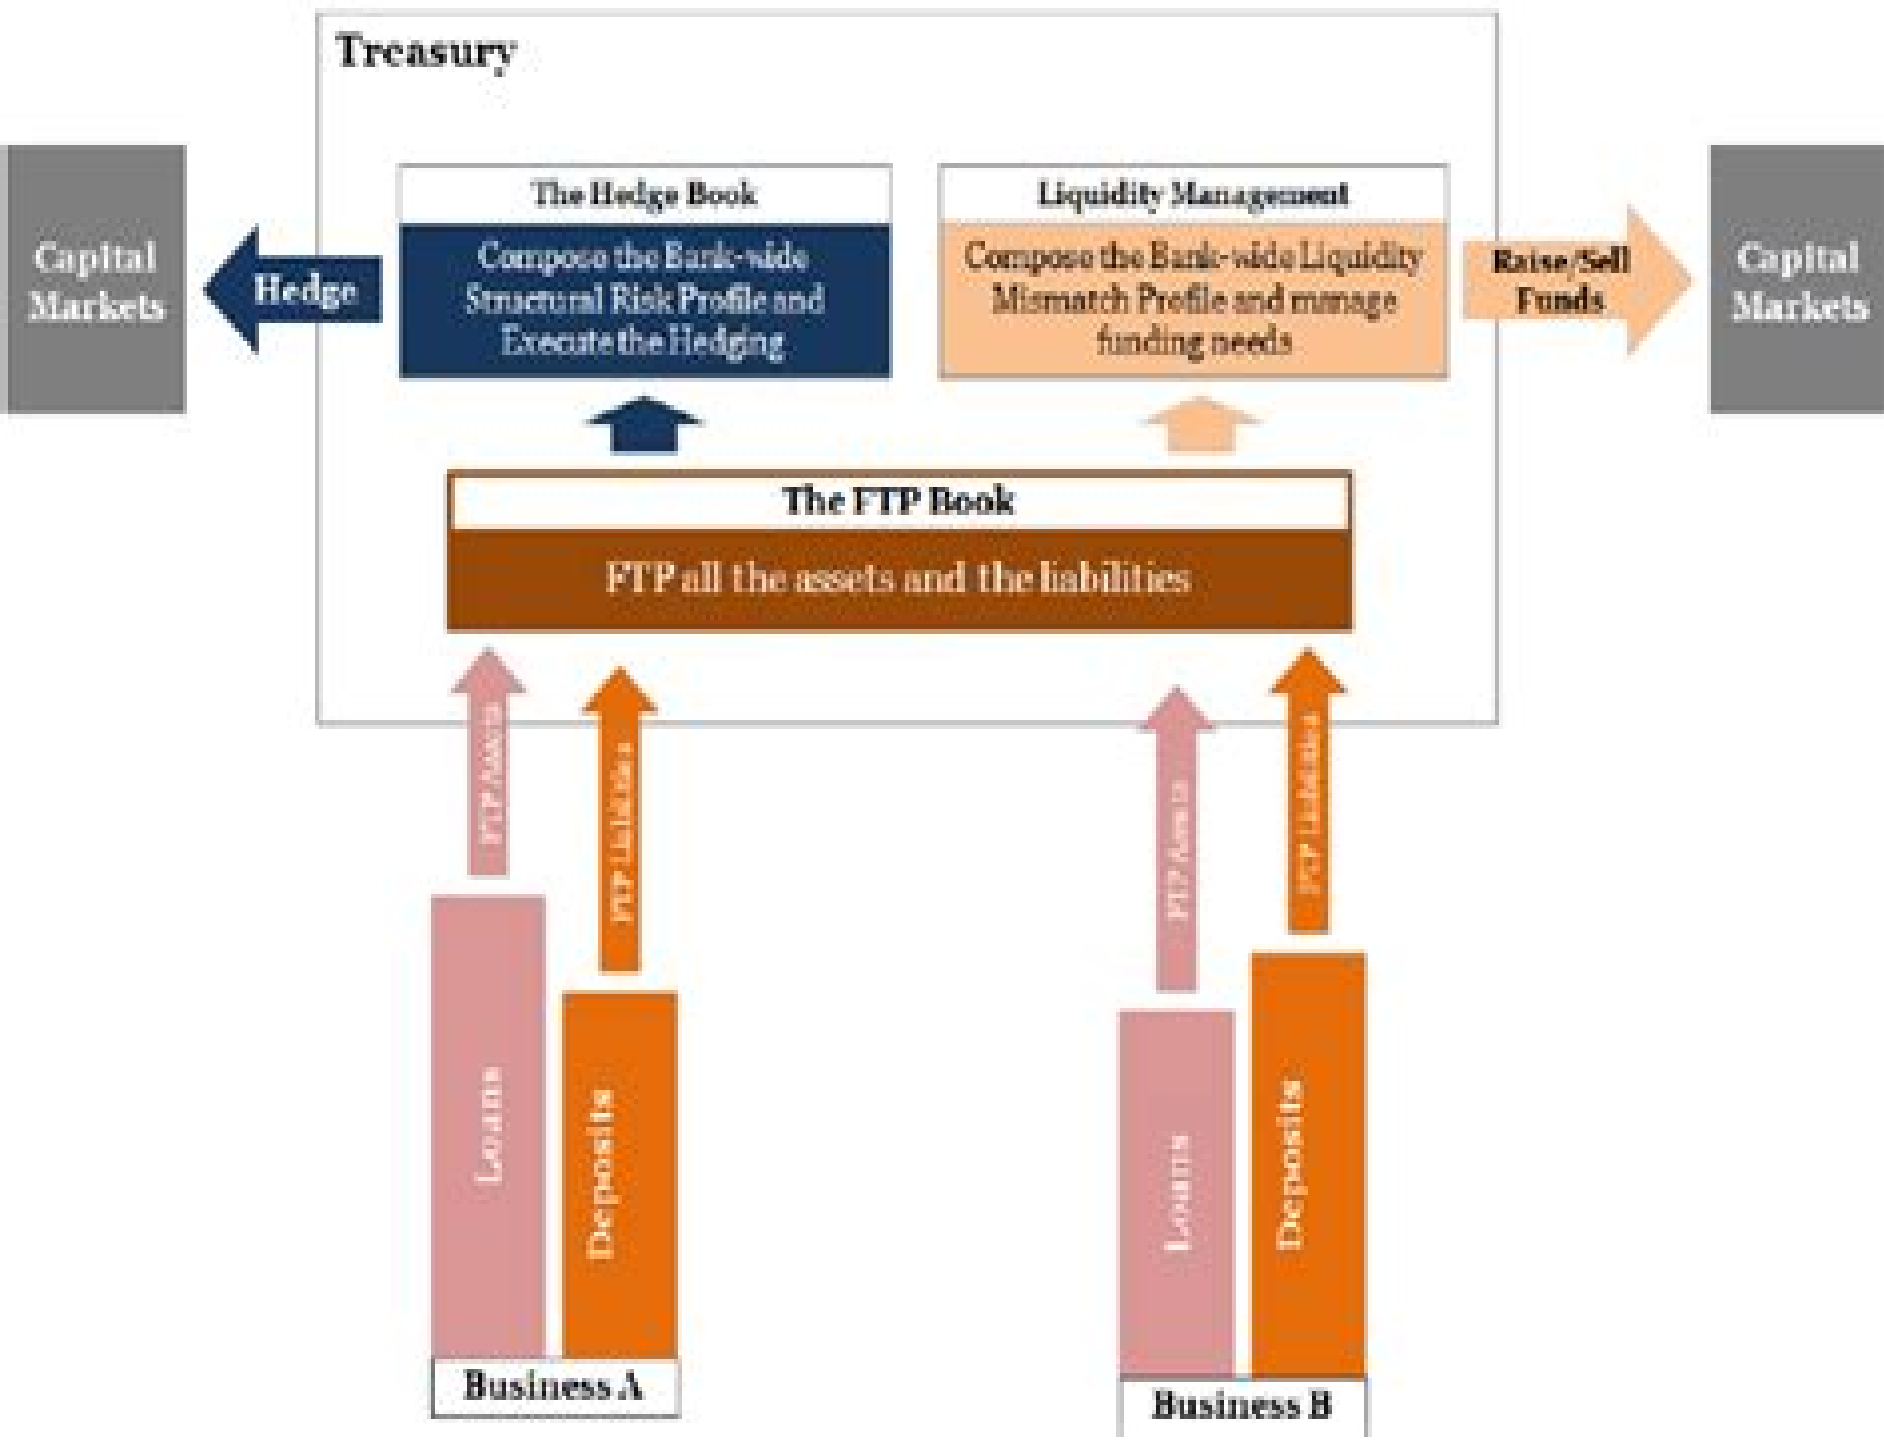 Treasury
The Hedge Book
Compose the Bank-wide
Structural Risk Profile and
Execute the Hedging
Liquidity Management
Compose the Bank-wide Liquidity
Mismatch Profile and manage
funding needs
Capital
Markets
Hedge
Raise/Sell
Funds
Capital
Markets
The FTP Book
FTP all the assets and the liabilities
FTP Assets
FTP Liabilities
FTP Assets
FTP Liabilities
Loans
Deposits
Loans
Deposits
Business A
Business B